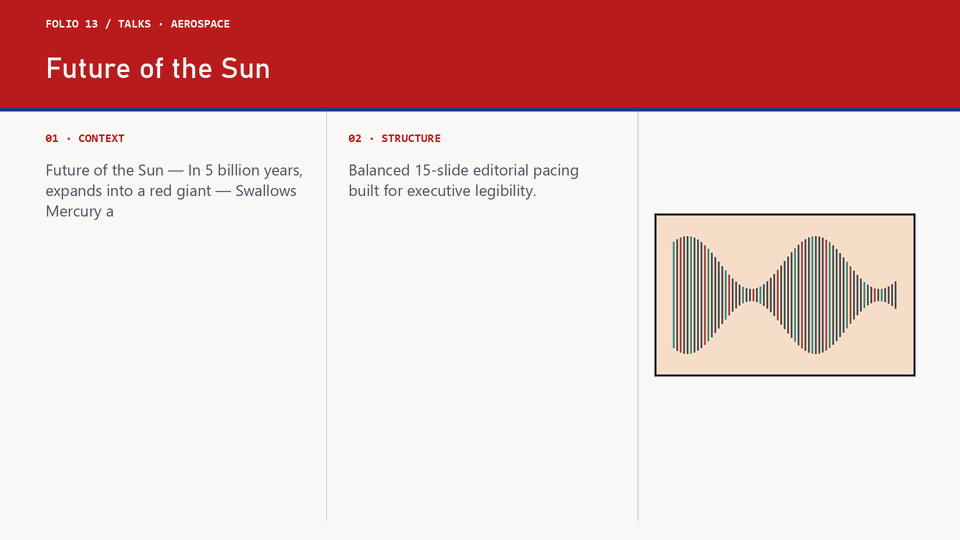 FOLIO 13 / TALKS · AEROSPACE
Future of the Sun
01 · CONTEXT
Future of the Sun — In 5 billion years,
expands into a red giant — Swallows
Mercury a
02 · STRUCTURE
Balanced 15-slide editorial pacing
built for executive legibility.